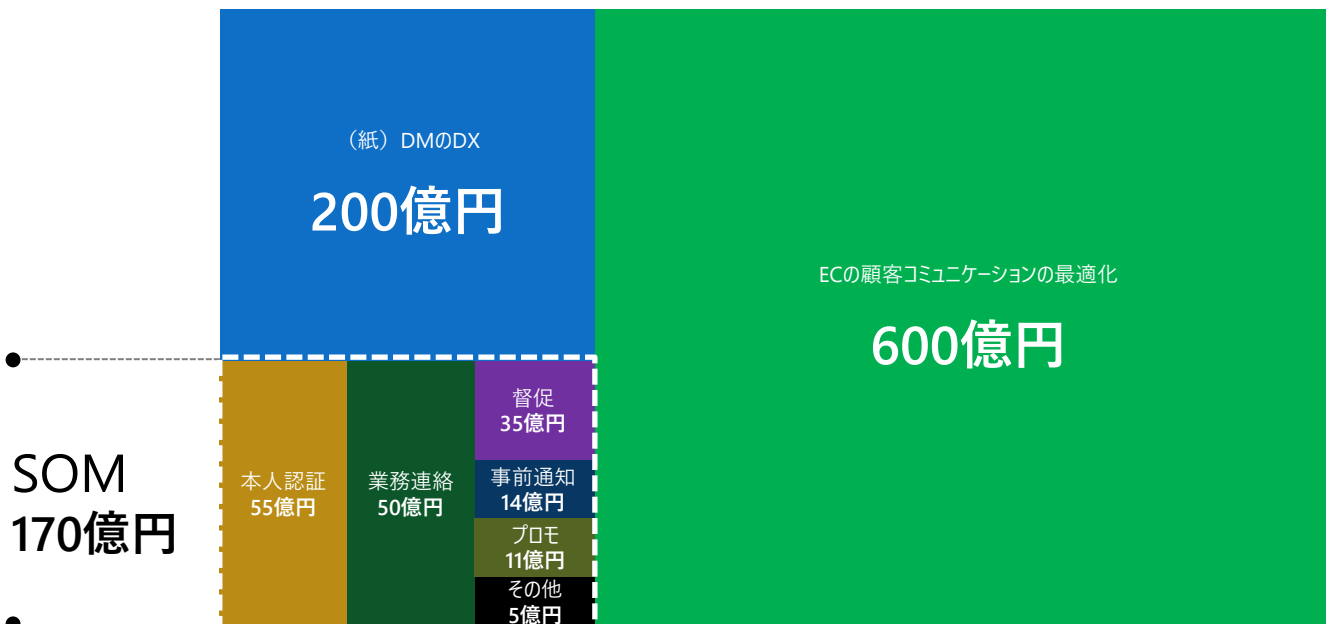 （紙）DMのDX
200億円
ECの顧客コミュニケーションの最適化
600億円
SOM
170億円
本人認証
55億円
業務連絡
50億円
督促
35億円
事前通知
14億円
プロモ
11億円
その他
5億円